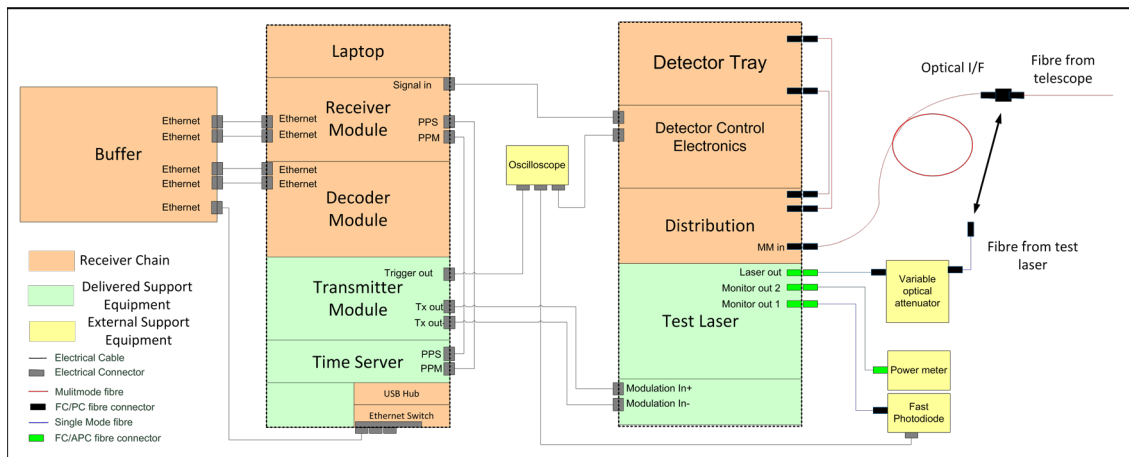 Laptop
Signal in
Ethernet
Ethernet
Ethernet
Ethernet
Receiver
Module
PPS
PPM
Buffer
Ethernet
Ethernet
Ethernet
Ethernet
Ethernet
Decoder
Module
Trigger out
Transmitter
Module
Tx out
Tx out-
Time Server
PPS
PPM
USB Hub
Ethernet Switch
Oscilloscope
Detector Tray
Detector Control
Electronics
Distribution
MM in
Laser out
Monitor out 2
Monitor out 1
Test Laser
Modulation In+
Modulation In-
Optical I/F
Fibre from
telescope
Fibre from test
laser
Variable
optical
attenuator
Power meter
Fast
Photodiode
Receiver Chain
Delivered Support
Equipment
External Support
Equipment
Electrical Cable
Electrical Connector
Mulitmode fibre
FC/PC fibre connector
Single Mode fibre
FC/APC fibre connector